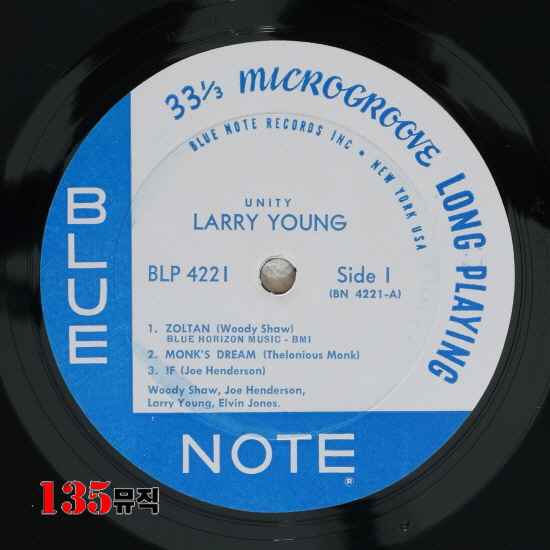 33⅓ MICROGROOVE LONG PLAYING
BLUE NOTE RECORDS INC • NEW YORK USA
UNITY
LARRY YOUNG
BLP 4221
Side 1
(BN 4221-A)
1. ZOLTAN (Woody Shaw)
BLUE HORIZON MUSIC - BMI
2. MONK'S DREAM (Thelonious Monk)
3. IF (Joe Henderson)
Woody Shaw, Joe Henderson,
Larry Young, Elvin Jones.
BLUE
NOTE
®
135뮤직